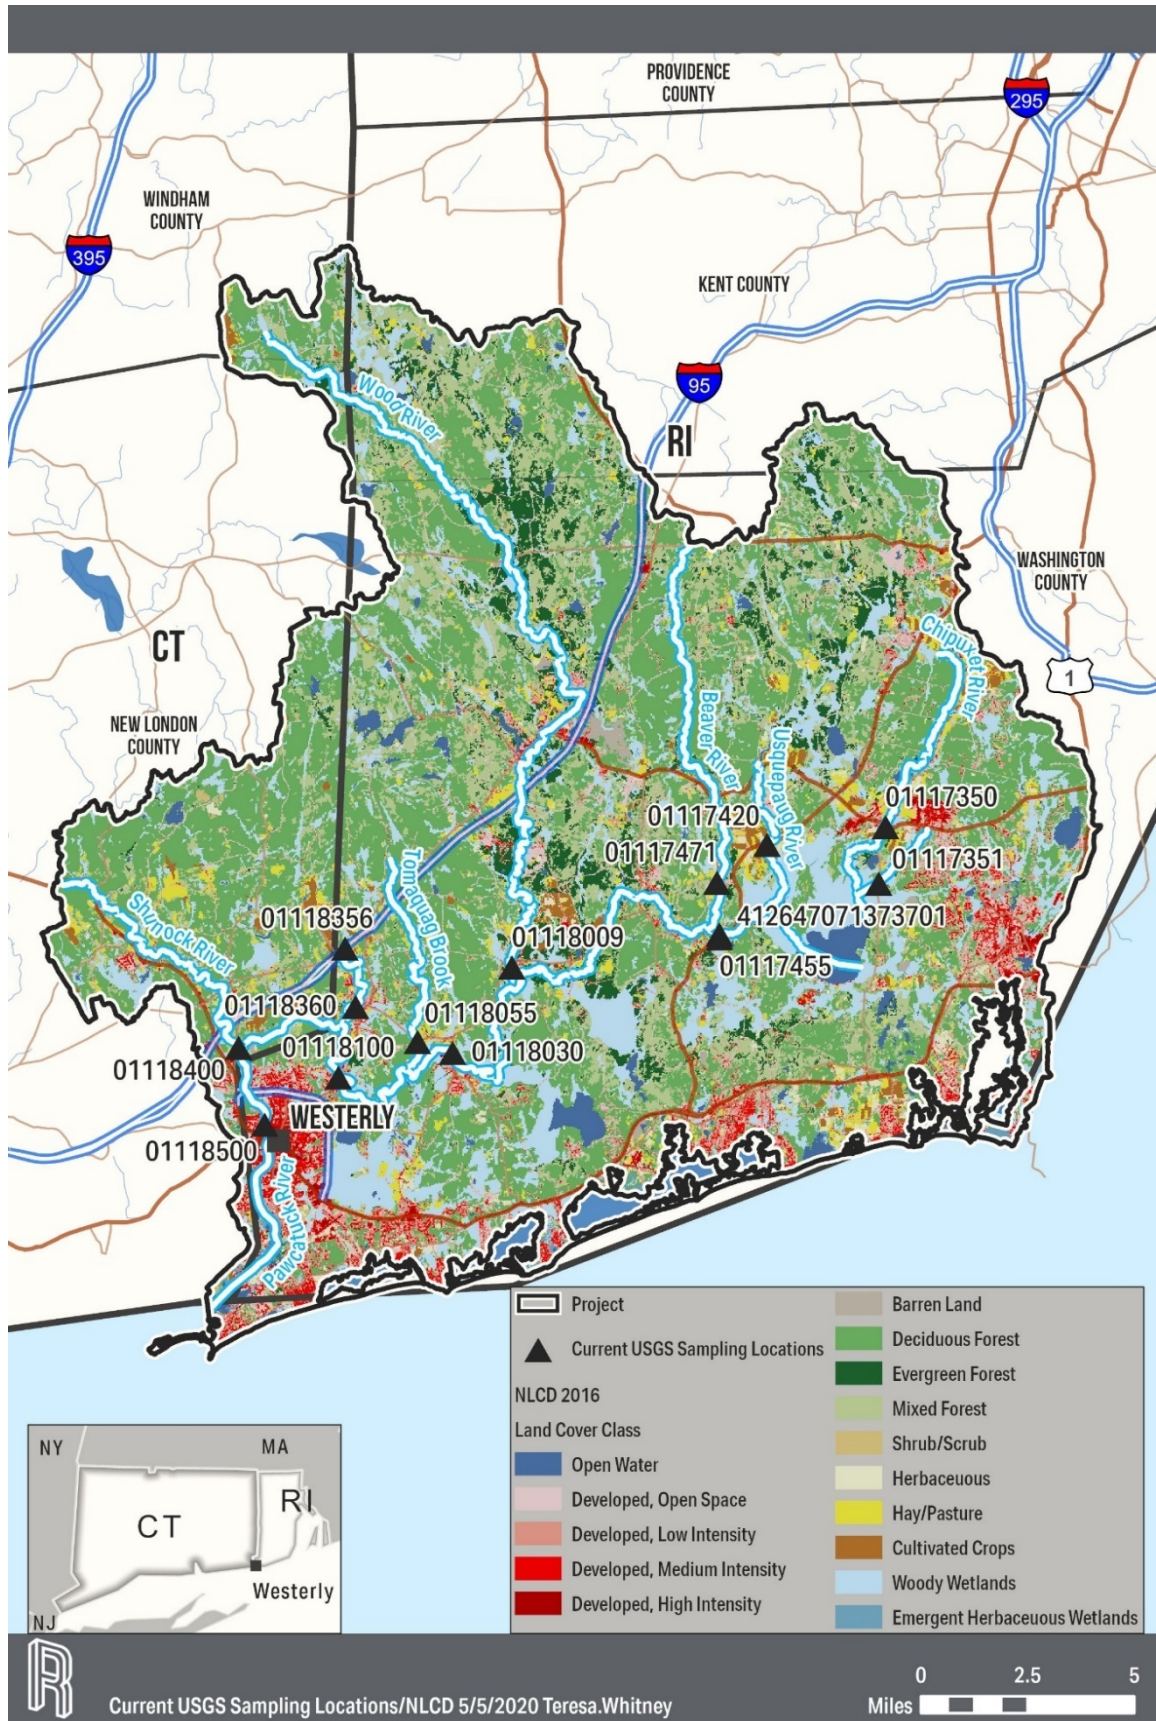 PROVIDENCE
COUNTY
295
WINDHAM
COUNTY
395
KENT COUNTY
Wood River
95
RI
WASHINGTON
COUNTY
CT
Chipuxet River
1
NEW LONDON
COUNTY
Beaver River
Usquepaug River
01117350
01117420
01117471
01117351
Tomaquag Brook
Shunock River
01118356
412647071373701
01118009
01117455
01118360
01118055
01118100
01118030
01118400
WESTERLY
01118500
Pawcatuck River
Project
Current USGS Sampling Locations
NLCD 2016
Land Cover Class
Open Water
Developed, Open Space
Developed, Low Intensity
Developed, Medium Intensity
Developed, High Intensity
Barren Land
Deciduous Forest
Evergreen Forest
Mixed Forest
Shrub/Scrub
Herbaceuous
Hay/Pasture
Cultivated Crops
Woody Wetlands
Emergent Herbaceuous Wetlands
NY
MA
CT
RI
Westerly
NJ
R
Current USGS Sampling Locations/NLCD 5/5/2020 Teresa.Whitney
0 2.5 5
Miles